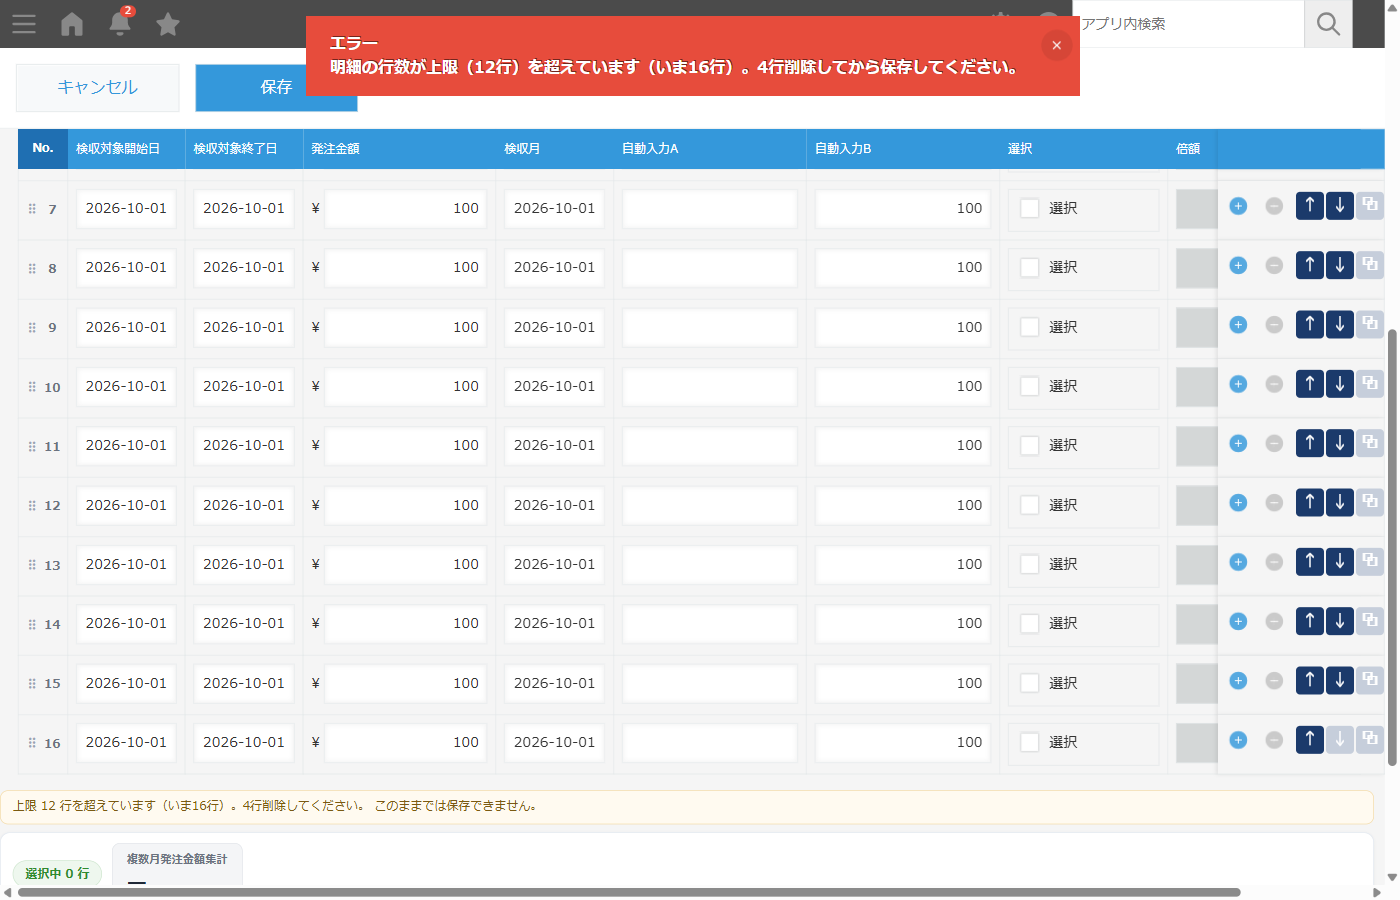 2
アプリ内検索
エラー
明細の行数が上限（12行）を超えています（いま16行）。4行削除してから保存してください。
キャンセル
保存
No. 検収対象開始日 検収対象終了日 発注金額 検収月 自動入力A 自動入力B 選択 倍額
7 2026-10-01 2026-10-01 ¥ 100 2026-10-01 100 選択
8 2026-10-01 2026-10-01 ¥ 100 2026-10-01 100 選択
9 2026-10-01 2026-10-01 ¥ 100 2026-10-01 100 選択
10 2026-10-01 2026-10-01 ¥ 100 2026-10-01 100 選択
11 2026-10-01 2026-10-01 ¥ 100 2026-10-01 100 選択
12 2026-10-01 2026-10-01 ¥ 100 2026-10-01 100 選択
13 2026-10-01 2026-10-01 ¥ 100 2026-10-01 100 選択
14 2026-10-01 2026-10-01 ¥ 100 2026-10-01 100 選択
15 2026-10-01 2026-10-01 ¥ 100 2026-10-01 100 選択
16 2026-10-01 2026-10-01 ¥ 100 2026-10-01 100 選択
上限 12 行を超えています（いま16行）。4行削除してください。 このままでは保存できません。
選択中 0 行
複数月発注金額集計